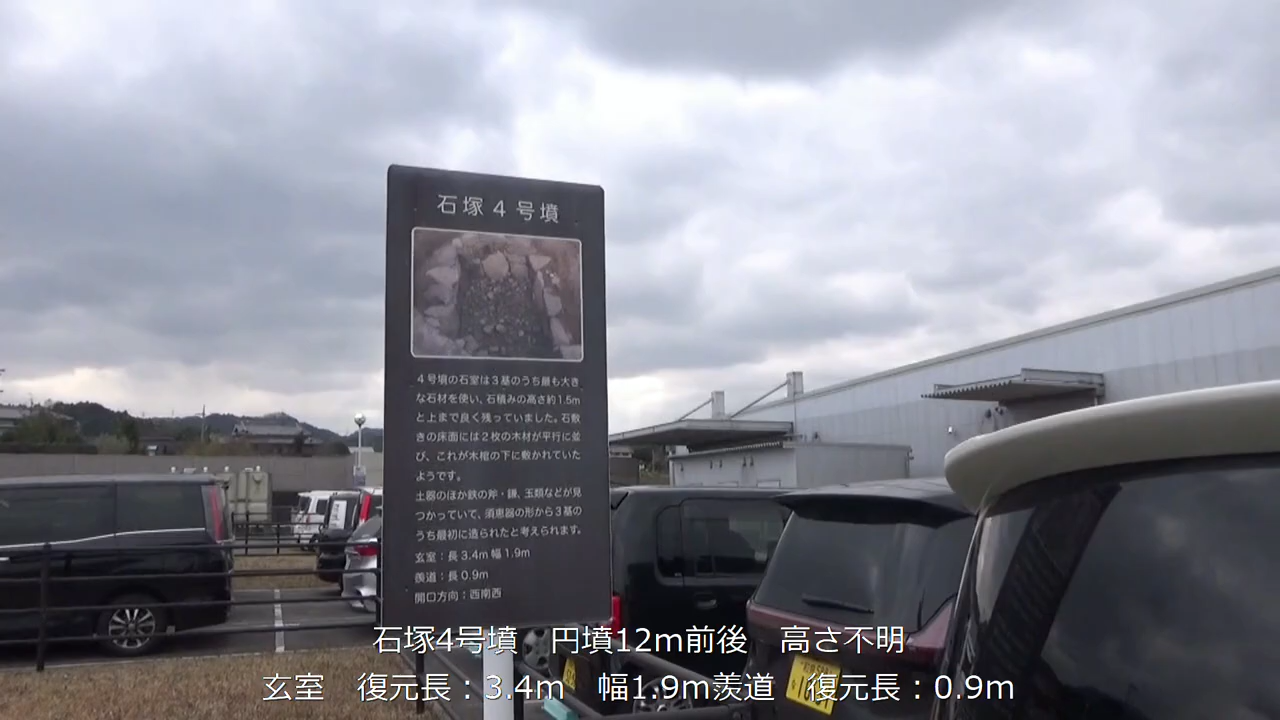 石塚4号墳
4号墳の石室は3基のうち最も大き
な石材を使い、石積みの高さ約1.5m
と上まで良く残っていました。石敷
きの床面には2枚の木材が平行に並
び、これが木棺の下に敷かれていた
ようです。
土器のほか鉄の斧・鎌、玉類などが見
つかっていて、須恵器の形から3基の
うち最初に造られたと考えられます。
玄室：長3.4m 幅1.9m
羨道：長0.9m
開口方向：西南西
石塚4号墳　円墳12m前後　高さ不明
玄室　復元長：3.4m　幅1.9m羨道　復元長：0.9m